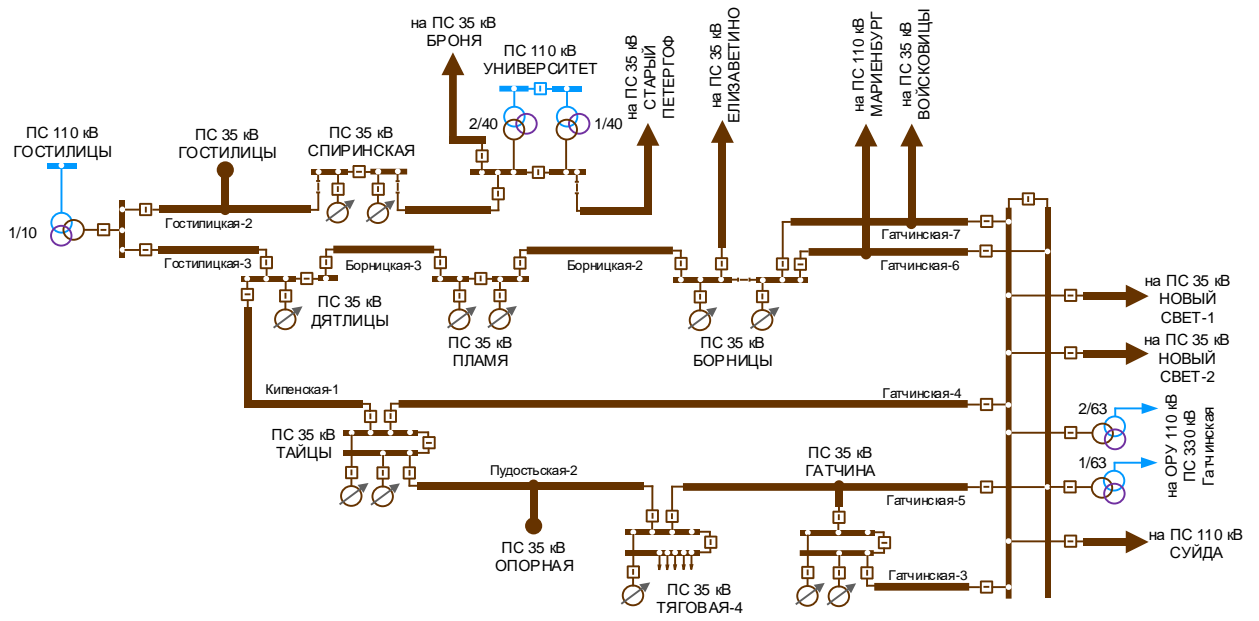 на ПС 35 кВ
БРОНЯ
ПС 110 кВ
УНИВЕРСИТЕТ
2/40
1/40
на ПС 35 кВ
СТАРЫЙ
ПЕТЕРГОФ
на ПС 35 кВ
ЕЛИЗАВЕТИНО
на ПС 110 кВ
МАРИЕНБУРГ
на ПС 35 кВ
ВОЙСКОВИЦЫ
ПС 110 кВ
ГОСТИЛИЦЫ
ПС 35 кВ
ГОСТИЛИЦЫ
ПС 35 кВ
СПИРИНСКАЯ
1/10
Гостилицкая-2
Гостилицкая-3
Борницкая-3
Борницкая-2
Гатчинская-7
Гатчинская-6
ПС 35 кВ
ДЯТЛИЦЫ
ПС 35 кВ
ПЛАМЯ
ПС 35 кВ
БОРНИЦЫ
на ПС 35 кВ
НОВЫЙ
СВЕТ-1
на ПС 35 кВ
НОВЫЙ
СВЕТ-2
Кипенская-1
Гатчинская-4
2/63
1/63
на ОРУ 110 кВ
ПС 330 кВ
Гатчинская
ПС 35 кВ
ТАЙЦЫ
Пудостьская-2
ПС 35 кВ
ГАТЧИНА
Гатчинская-5
ПС 35 кВ
ОПОРНАЯ
ПС 35 кВ
ТЯГОВАЯ-4
Гатчинская-3
на ПС 110 кВ
СУЙДА